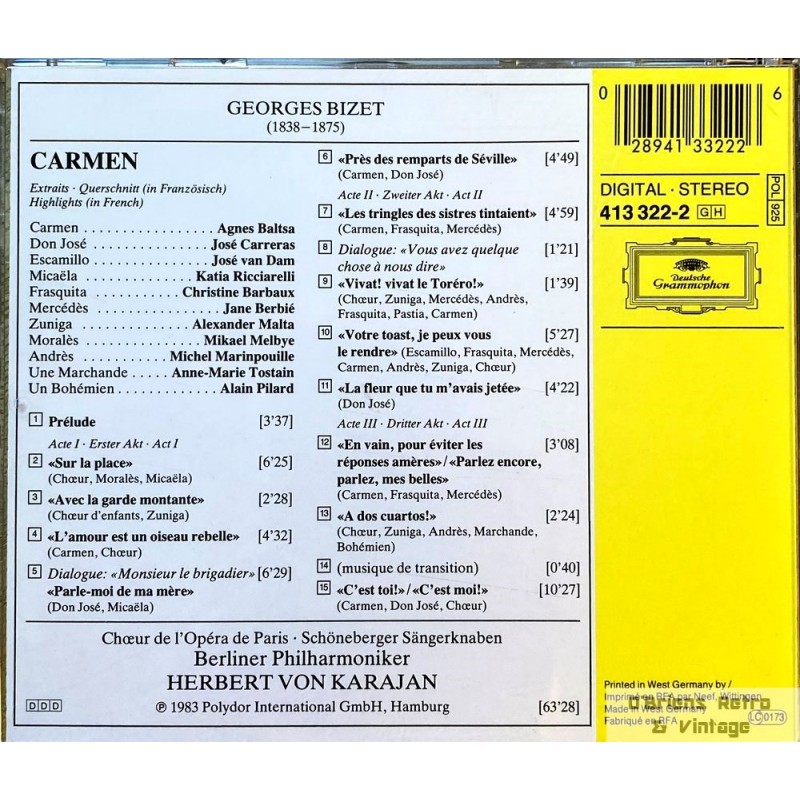 GEORGES BIZET
(1838–1875)
CARMEN
Extraits · Querschnitt (in Französisch)
Highlights (in French)
Carmen . . . . . . . . . . . . . . . . . Agnes Baltsa
Don José . . . . . . . . . . . . . . . José Carreras
Escamillo . . . . . . . . . . . . . . José van Dam
Micaëla . . . . . . . . . . . . . . Katia Ricciarelli
Frasquita . . . . . . . . . . . Christine Barbaux
Mercédès . . . . . . . . . . . . . . . . . Jane Berbié
Zuniga . . . . . . . . . . . . . . Alexander Malta
Moralès . . . . . . . . . . . . . . . Mikael Melbye
Andrès . . . . . . . . . . . Michel Marinpouille
Une Marchande . . . . . Anne-Marie Tostain
Un Bohémien . . . . . . . . . . . . . Alain Pilard
1 Prélude [3’37]
Acte I · Erster Akt · Act I
2 «Sur la place» [6’25]
(Chœur, Moralès, Micaëla)
3 «Avec la garde montante» [2’28]
(Chœur d’enfants, Zuniga)
4 «L’amour est un oiseau rebelle» [4’32]
(Carmen, Chœur)
5 Dialogue: «Monsieur le brigadier» [6’29]
«Parle-moi de ma mère»
(Don José, Micaëla)
6 «Près des remparts de Séville» [4’49]
(Carmen, Don José)
Acte II · Zweiter Akt · Act II
7 «Les tringles des sistres tintaient» [4’59]
(Carmen, Frasquita, Mercédès)
8 Dialogue: «Vous avez quelque [1’21]
chose à nous dire»
9 «Vivat! vivat le Toréro!» [1’39]
(Chœur, Zuniga, Mercédès, Andrès,
Frasquita, Pastia, Carmen)
10 «Votre toast, je peux vous [5’27]
le rendre» (Escamillo, Frasquita, Mercédès,
Carmen, Andrès, Zuniga, Chœur)
11 «La fleur que tu m’avais jetée» [4’22]
(Don José)
Acte III · Dritter Akt · Act III
12 «En vain, pour éviter les [3’08]
réponses amères»/«Parlez encore,
parlez, mes belles»
(Carmen, Frasquita, Mercédès)
13 «A dos cuartos!» [2’24]
(Chœur, Zuniga, Andrès, Marchande,
Bohémien)
14 (musique de transition) [0’40]
15 «C’est toi!»/«C’est moi!» [10’27]
(Carmen, Don José, Chœur)
Chœur de l’Opéra de Paris · Schöneberger Sängerknaben
Berliner Philharmoniker
HERBERT VON KARAJAN
DDD ℗ 1983 Polydor International GmbH, Hamburg [63’28]
0 28941 33222 6
DIGITAL · STEREO
413 322-2 GH
POL 925
Deutsche
Grammophon
Printed in West Germany by /
Imprimé en RFA par Neef, Wittingen
Made in West Germany
Fabriqué en RFA
LC 0173
O'Briens Retro
& Vintage